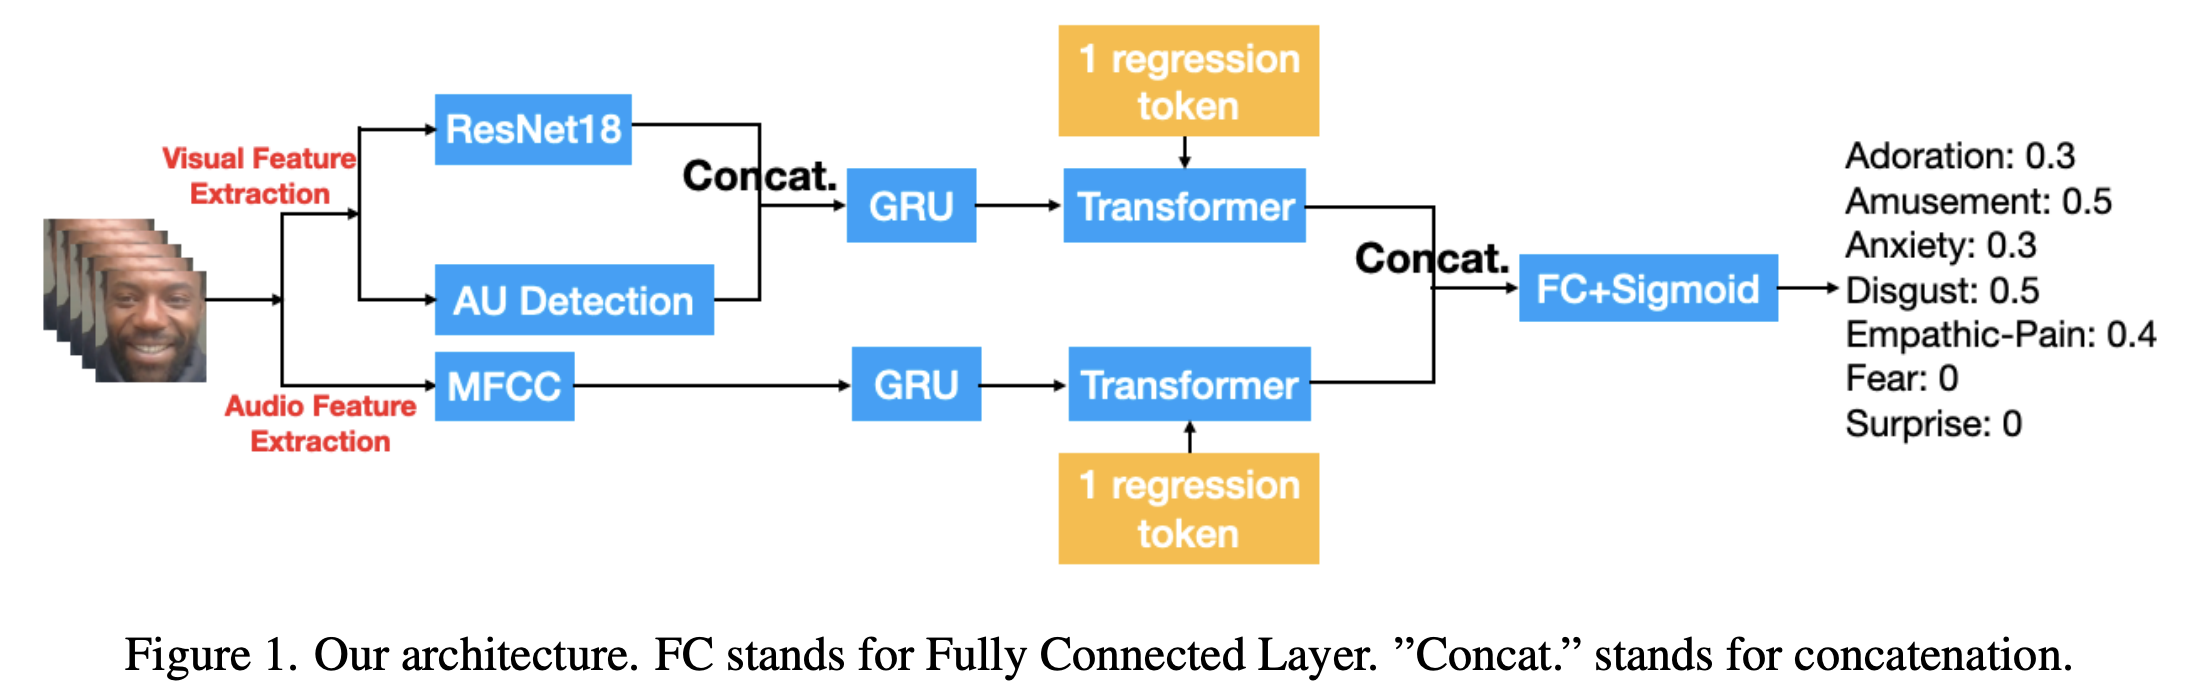 1 regression
token
ResNet18
Visual Feature
Extraction
Concat.
GRU
Transformer
AU Detection
Concat.
FC+Sigmoid
Adoration: 0.3
Amusement: 0.5
Anxiety: 0.3
Disgust: 0.5
Empathic-Pain: 0.4
Fear: 0
Surprise: 0
MFCC
GRU
Transformer
Audio Feature
Extraction
1 regression
token
Figure 1. Our architecture. FC stands for Fully Connected Layer. ”Concat.” stands for concatenation.